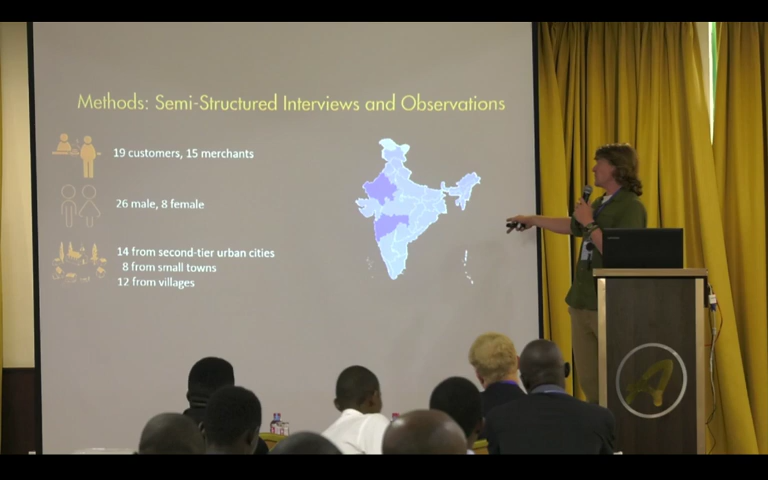 Methods: Semi-Structured Interviews and Observations
19 customers, 15 merchants
26 male, 8 female
14 from second-tier urban cities
8 from small towns
12 from villages